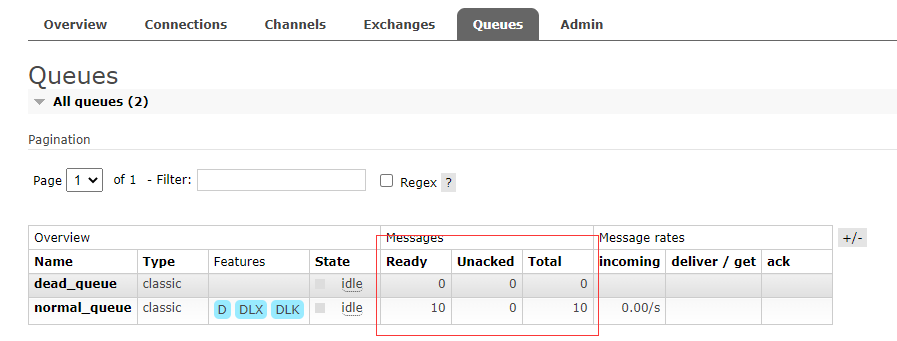 Overview Connections Channels Exchanges Queues Admin
Queues
All queues (2)
Pagination
Page 1 of 1 - Filter: Regex ?
Overview Messages Message rates +/-
Name Type Features State Ready Unacked Total incoming deliver / get ack
dead_queue classic idle 0 0 0
normal_queue classic D DLX DLK idle 10 0 10 0.00/s